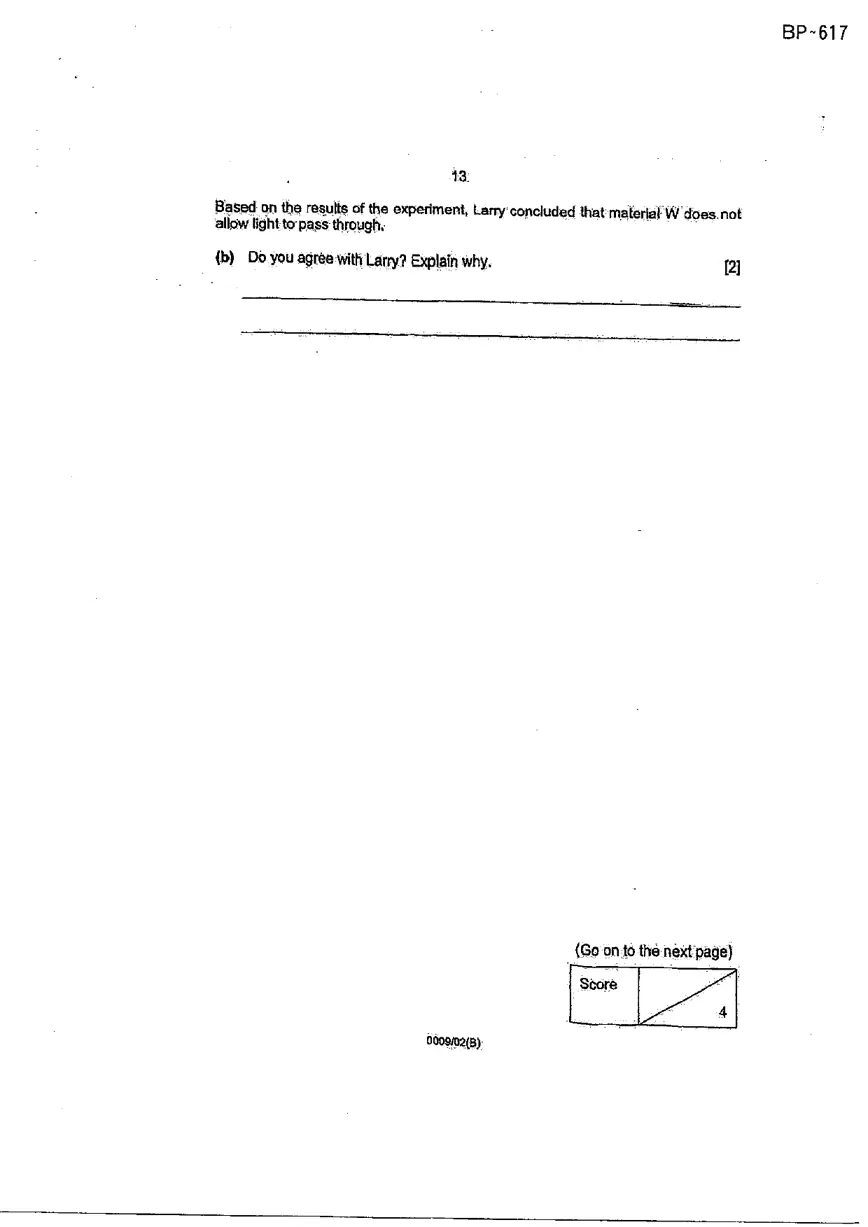 BP-617
13
Based on the results of the experiment, Larry concluded that material W does not
allow light to pass through.
(b) Do you agree with Larry? Explain why. [2]
(Go on to the next page)
Score
4
0009/02(B)